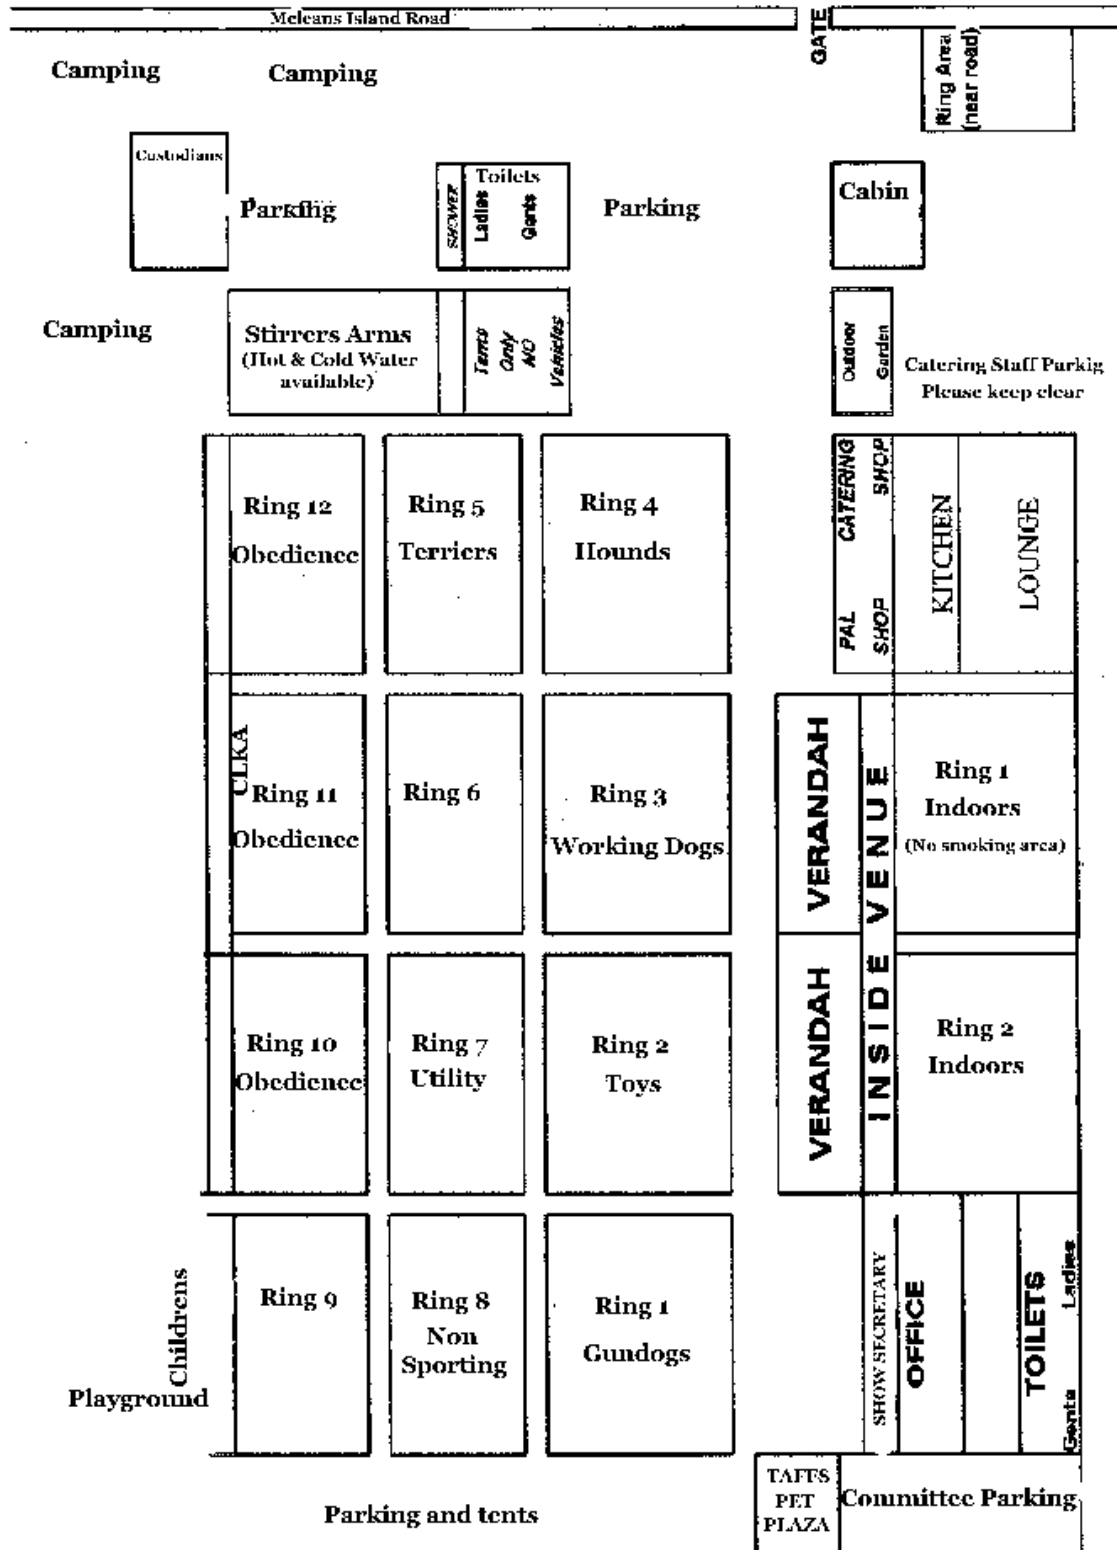 Mcleans Island Road
GATE
Ring Area
(near road)
Camping
Camping
Custodians
Parking
SHOWER
Toilets
Ladies
Gents
Parking
Cabin
Camping
Stirrers Arms
(Hot & Cold Water
available)
Tents
Only
NO
Vehicles
Outdoor
Garden
Catering Staff Parkig
Please keep clear
Ring 12
Obedience
Ring 5
Terriers
Ring 4
Hounds
CATERING
SHOP
PAL
SHOP
KITCHEN
LOUNGE
CLKA
Ring 11
Obedience
Ring 6
Ring 3
Working Dogs
VERANDAH
INSIDE VENUE
Ring 1
Indoors
(No smoking area)
Ring 10
Obedience
Ring 7
Utility
Ring 2
Toys
VERANDAH
Ring 2
Indoors
Childrens
Playground
Ring 9
Ring 8
Non
Sporting
Ring 1
Gundogs
SHOW SECRETARY
OFFICE
TOILETS
Ladies
Gents
Parking and tents
TAFFS
PET
PLAZA
Committee Parking